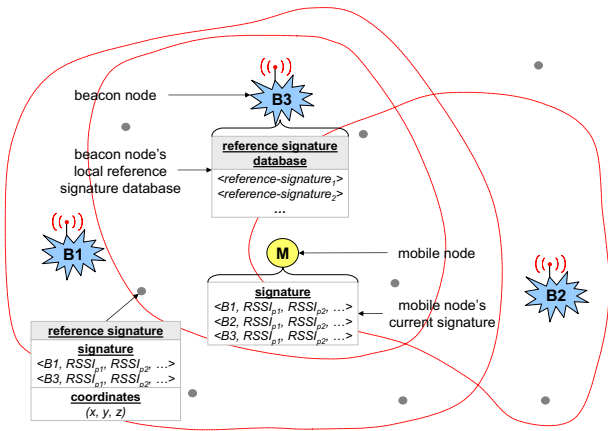 beacon node
B3
beacon node's
local reference
signature database
reference signature
database
<reference-signature₁>
<reference-signature₂>
...
B1
M
mobile node
B2
signature
<B1, RSSIₚ₁, RSSIₚ₂, ...>
<B2, RSSIₚ₁, RSSIₚ₂, ...>
<B3, RSSIₚ₁, RSSIₚ₂, ...>
mobile node's
current signature
reference signature
signature
<B1, RSSIₚ₁, RSSIₚ₂, ...>
<B3, RSSIₚ₁, RSSIₚ₂, ...>
coordinates
(x, y, z)